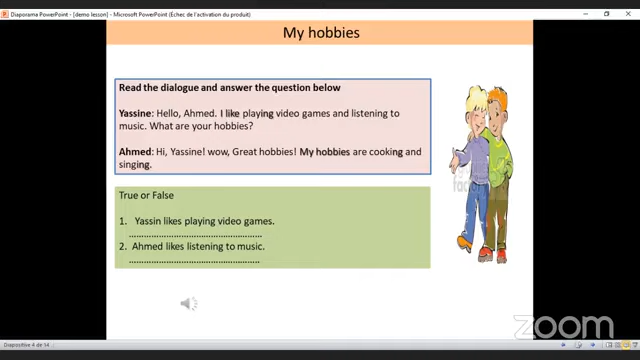 Diaporama PowerPoint - [demo lesson] - Microsoft PowerPoint (Échec de l'activation du produit)
My hobbies
Read the dialogue and answer the question below
Yassine: Hello, Ahmed. I like playing video games and listening to
music. What are your hobbies?
Ahmed: Hi, Yassine! wow, Great hobbies! My hobbies are cooking and
singing.
True or False
1. Yassin likes playing video games.
................................................
2. Ahmed likes listening to music.
...............................................
zoom
Diapositive 4 de 14